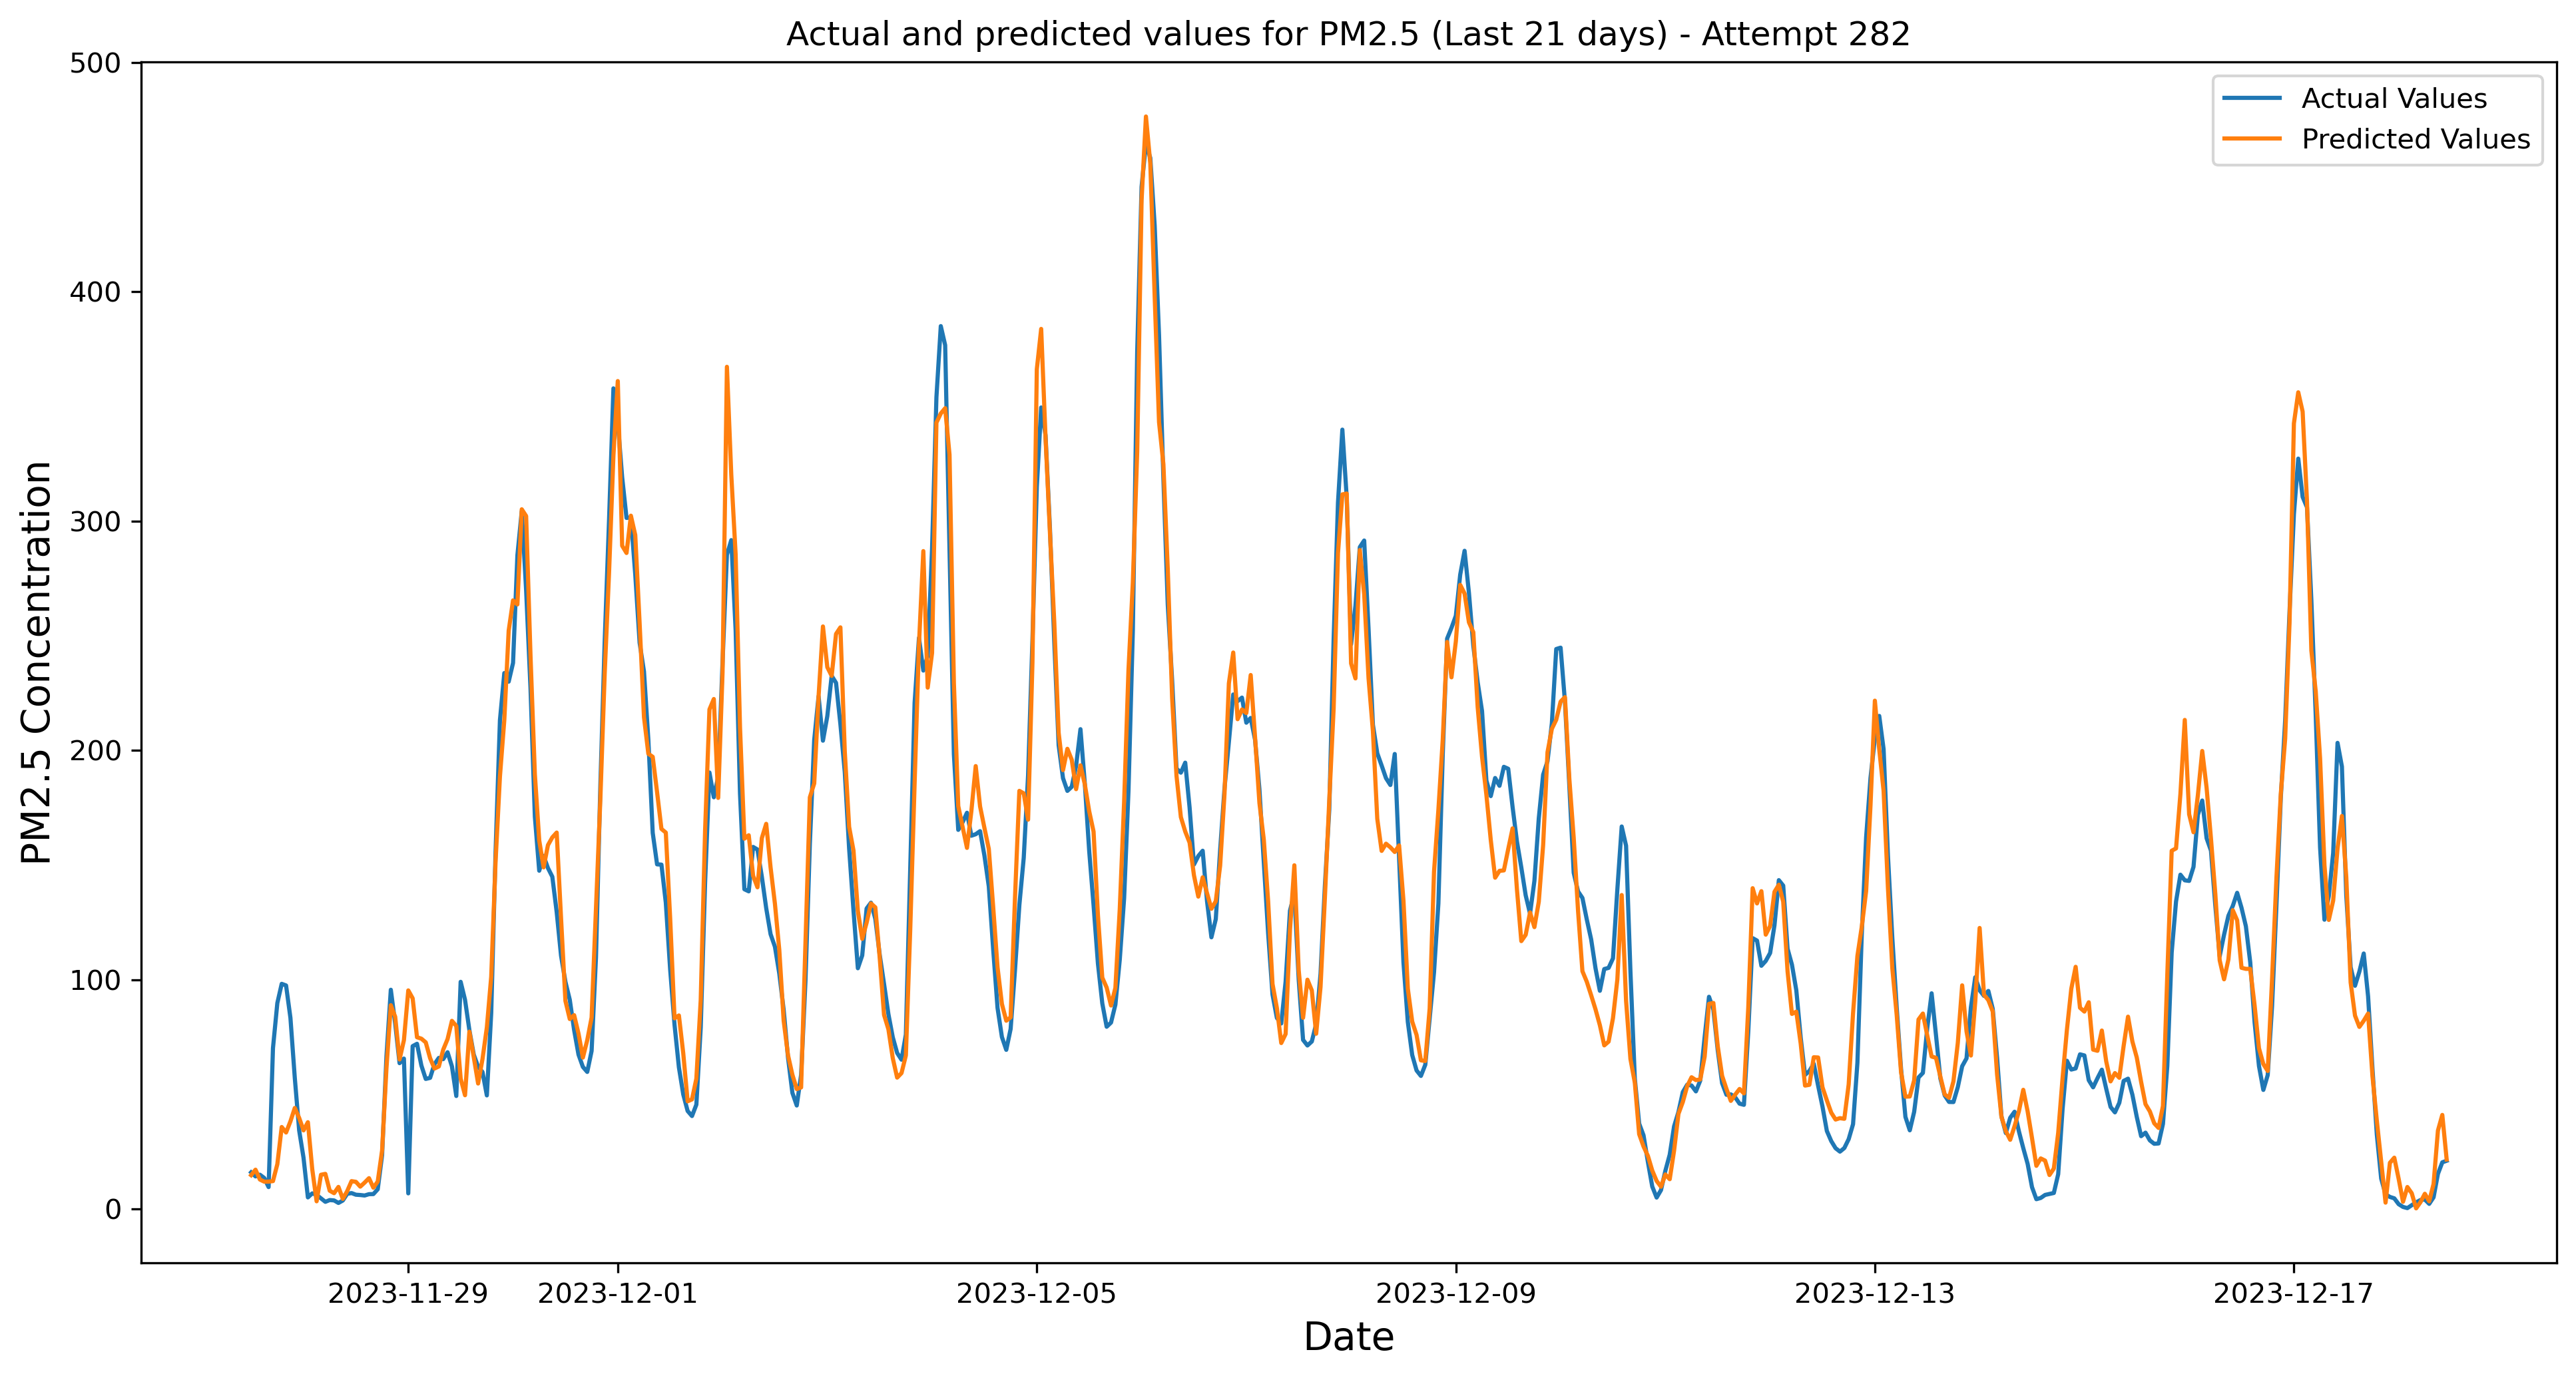 Actual and predicted values for PM2.5 (Last 21 days) - Attempt 282
500
400
300
200
100
0
PM2.5 Concentration
Actual Values
Predicted Values
2023-11-29
2023-12-01
2023-12-05
2023-12-09
2023-12-13
2023-12-17
Date